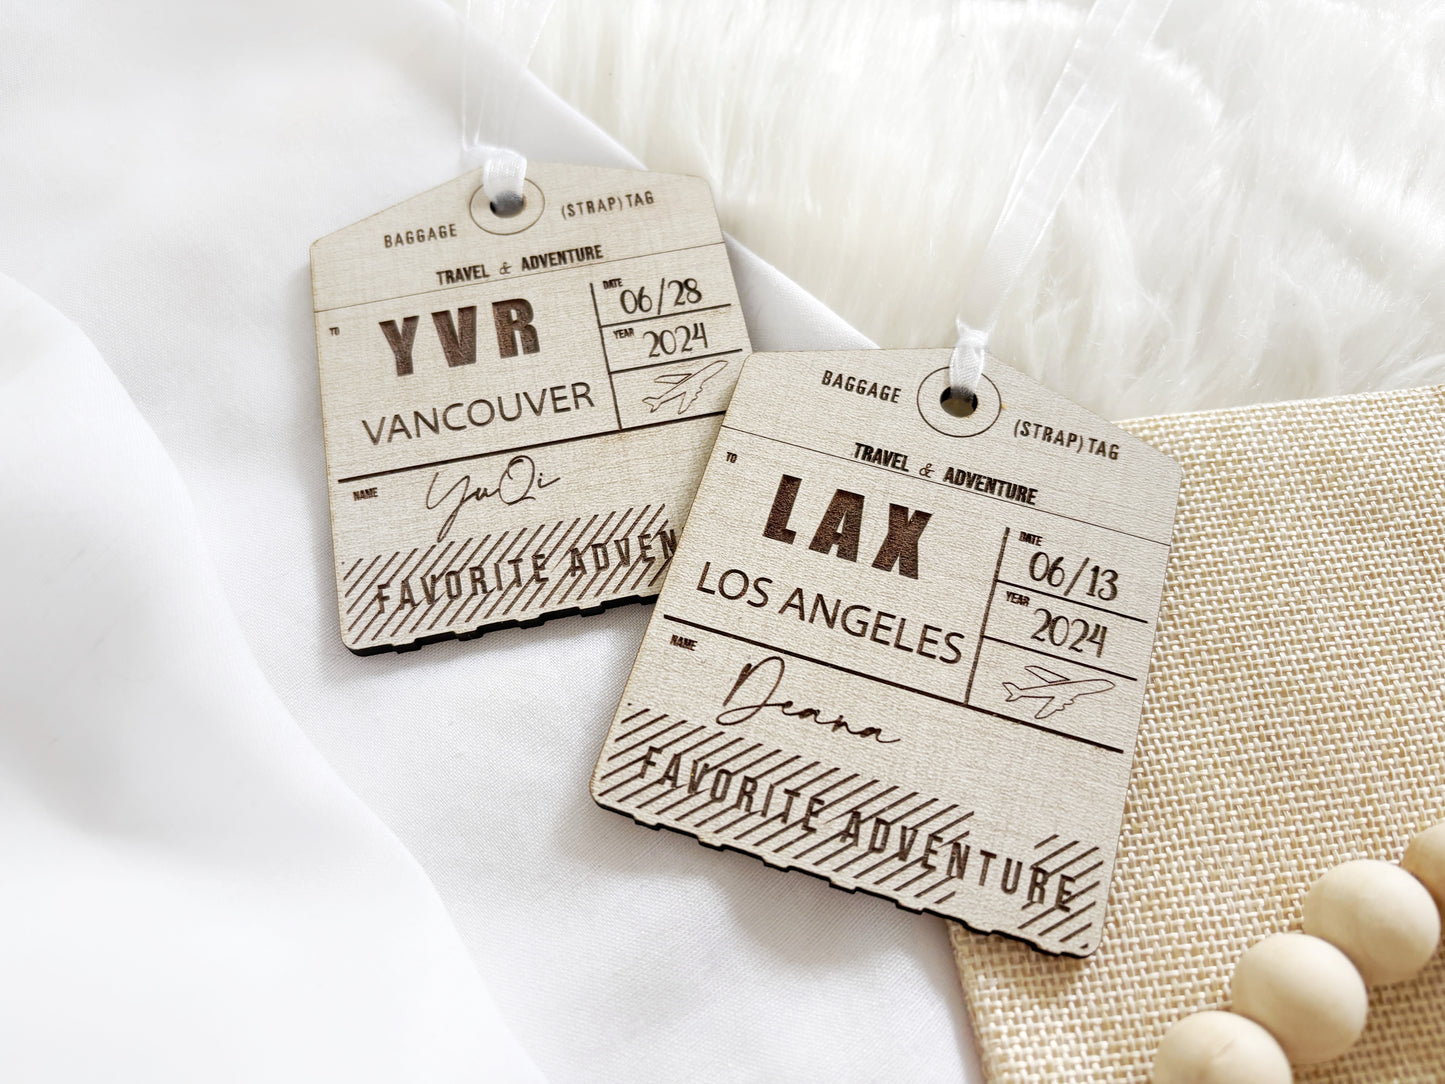 BAGGAGE (STRAP) TAG
TRAVEL & ADVENTURE
TO
YVR
VANCOUVER
DATE
06/28
YEAR
2024
NAME
YuQi
FAVORITE ADVEN
BAGGAGE (STRAP) TAG
TRAVEL & ADVENTURE
TO
LAX
LOS ANGELES
DATE
06/13
YEAR
2024
NAME
Deana
FAVORITE ADVENTURE